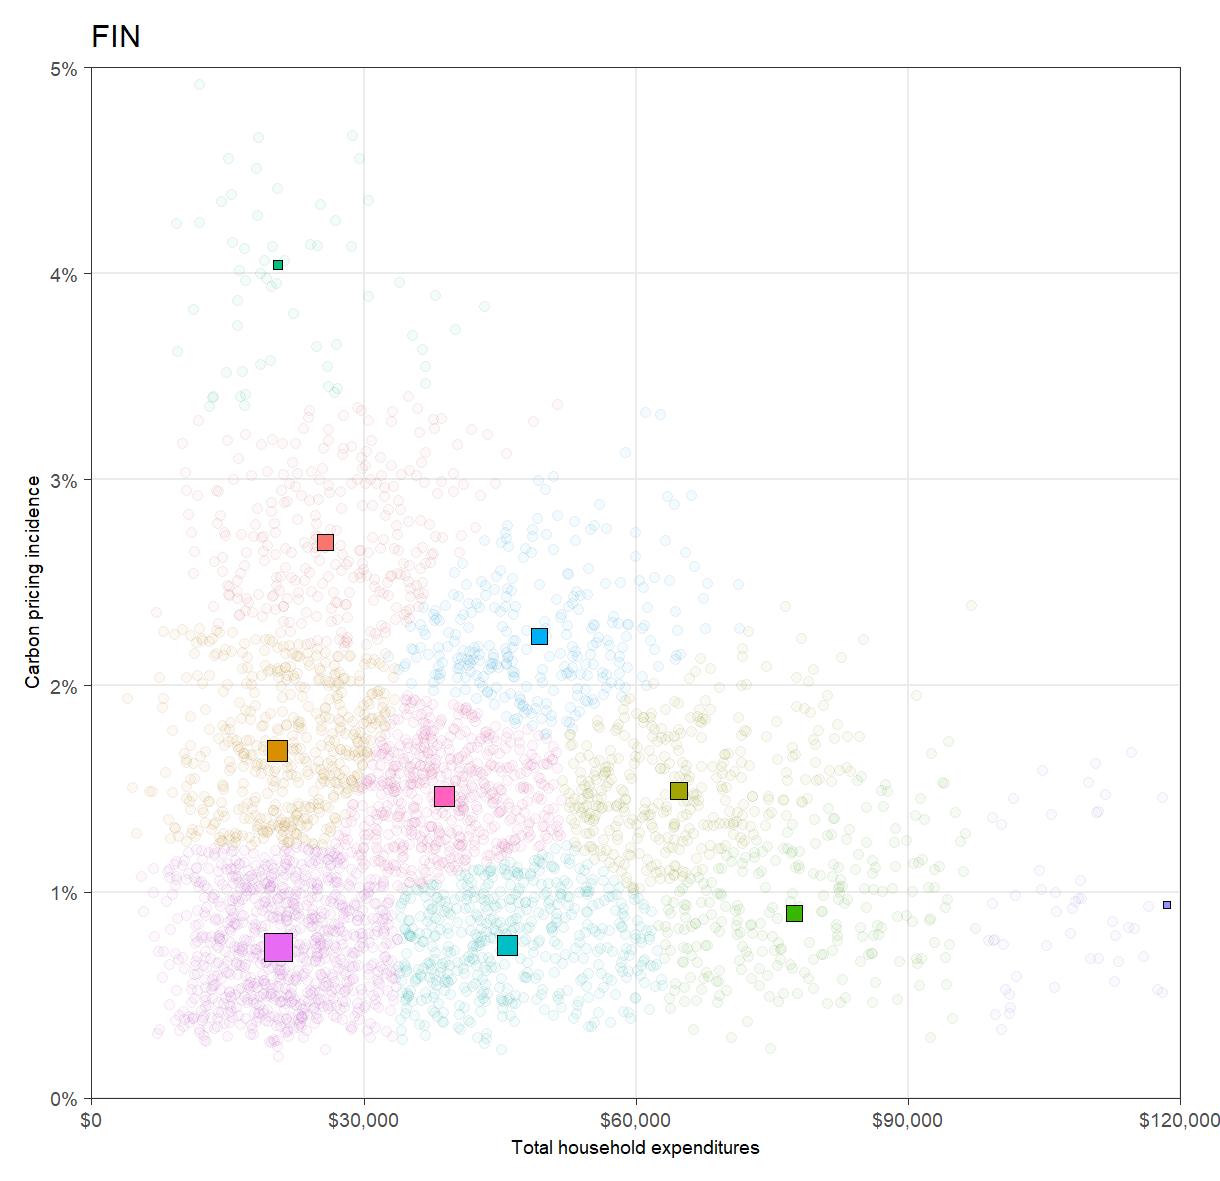 FIN
5%
4%
3%
2%
1%
0%
Carbon pricing incidence
$0 $30,000 $60,000 $90,000 $120,000
Total household expenditures